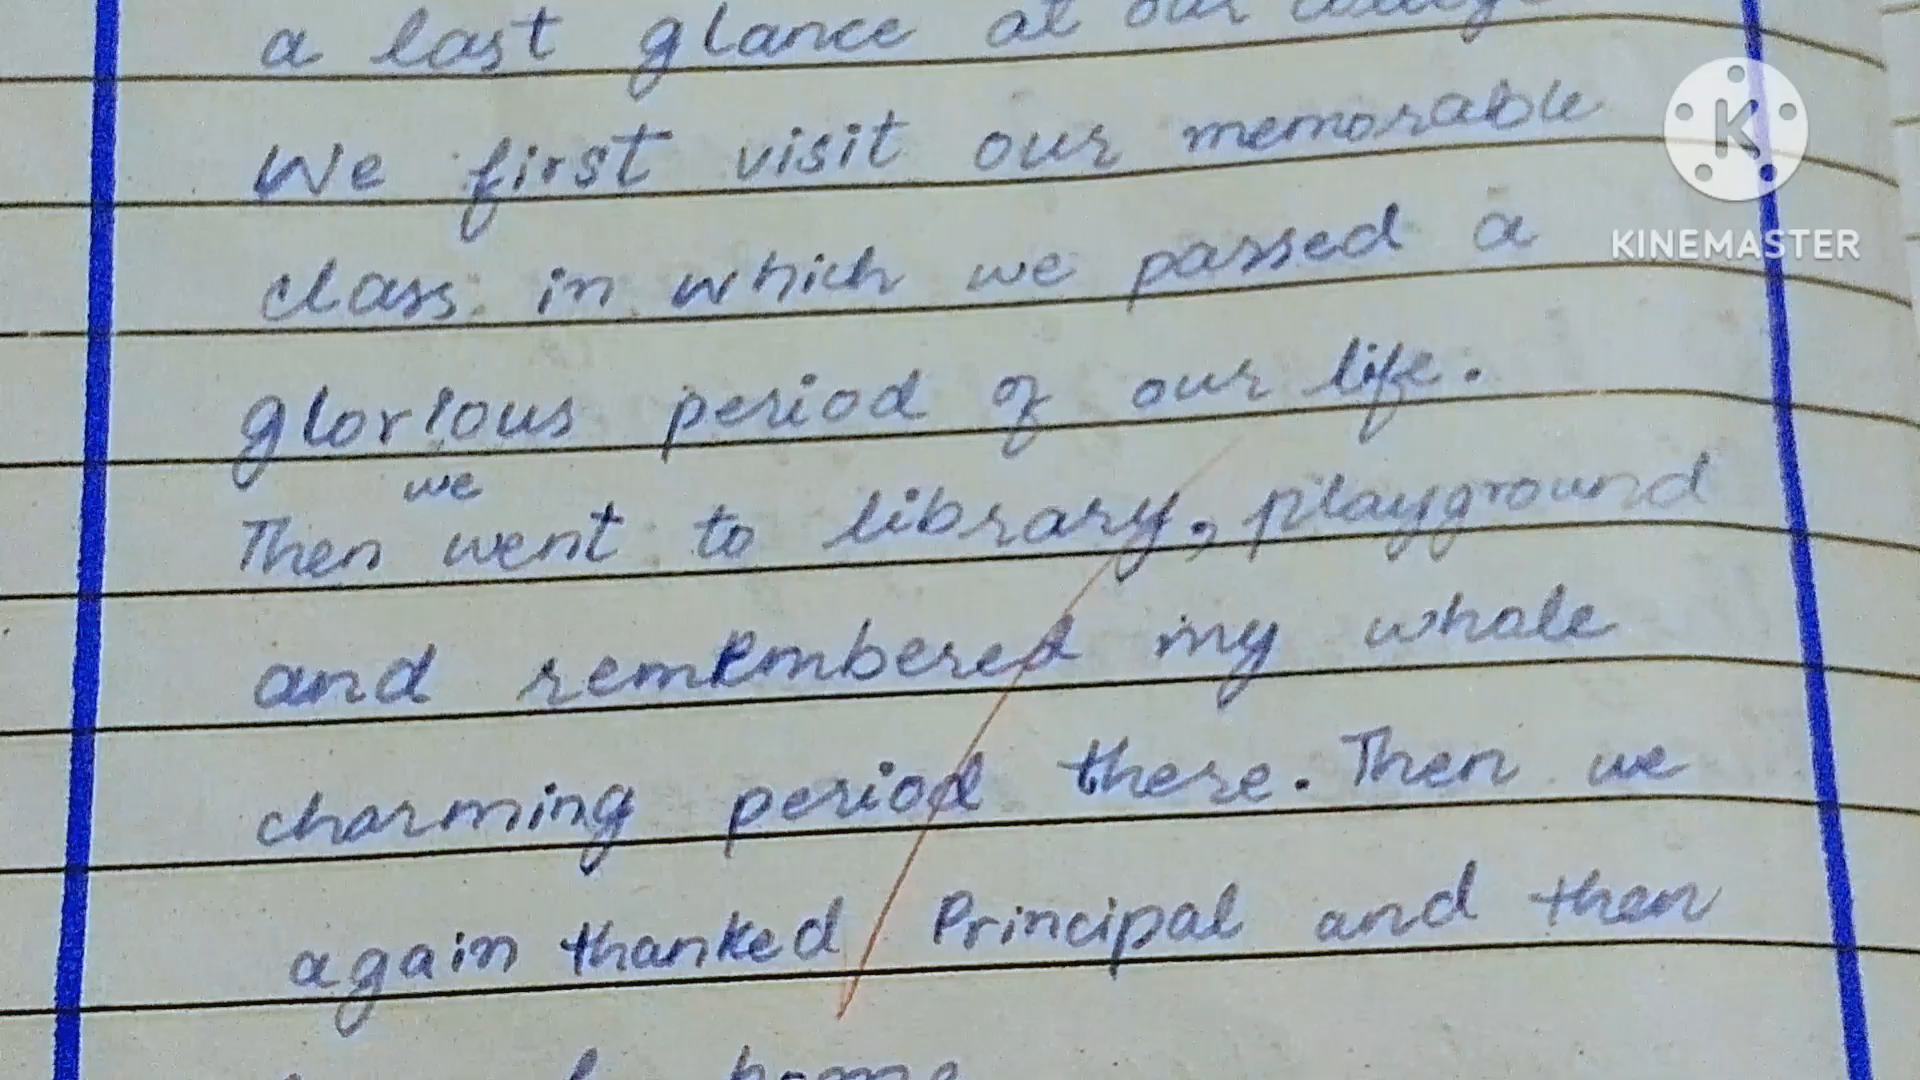 a last glance at our
We first visit our memorable
class in which we passed a
glorious period of our life.
we
Then went to library, playground
and remembered my whole
charming period there. Then we
again thanked Principal and then
home
K
KINEMASTER